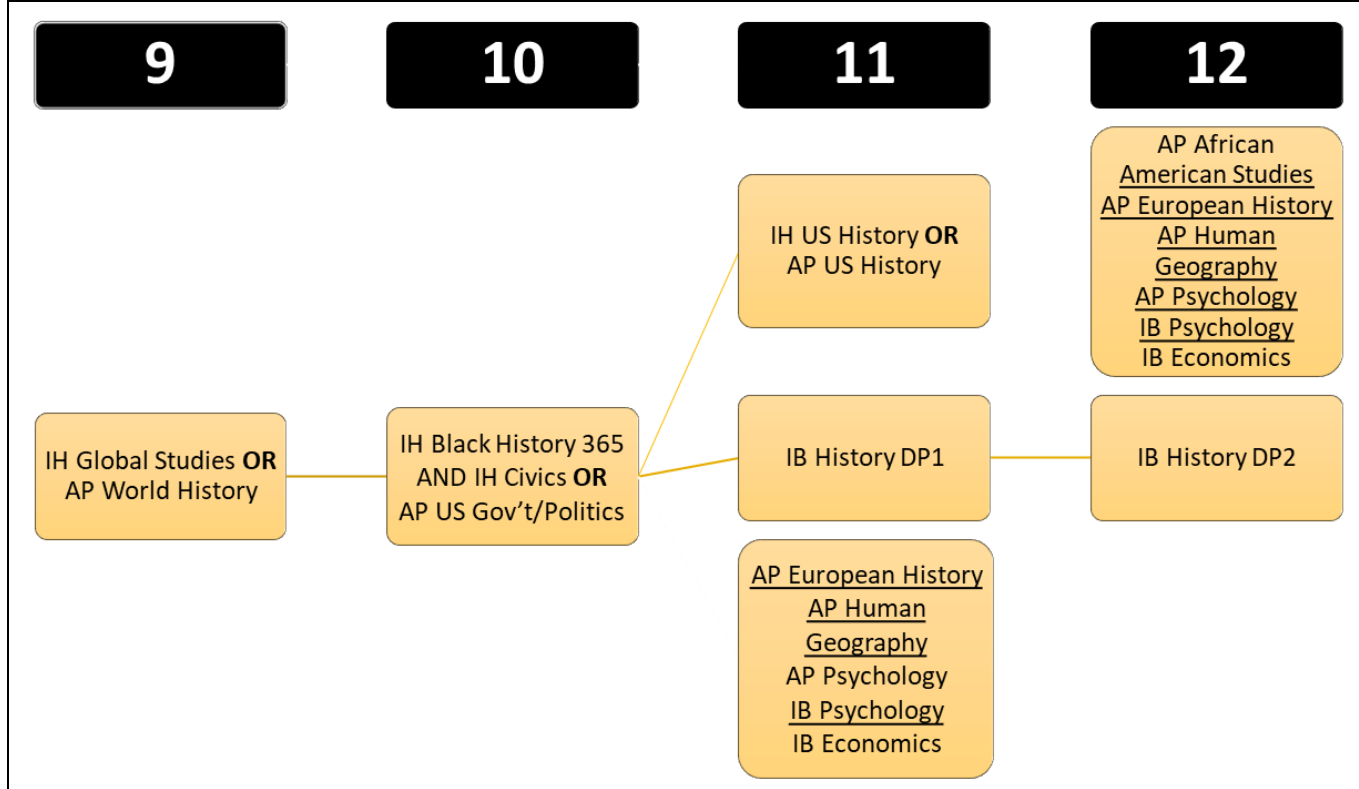 9
10
11
12
IH Global Studies OR
AP World History
IH Black History 365
AND IH Civics OR
AP US Gov’t/Politics
IH US History OR
AP US History
IB History DP1
AP European History
AP Human
Geography
AP Psychology
IB Psychology
IB Economics
AP African
American Studies
AP European History
AP Human
Geography
AP Psychology
IB Psychology
IB Economics
IB History DP2